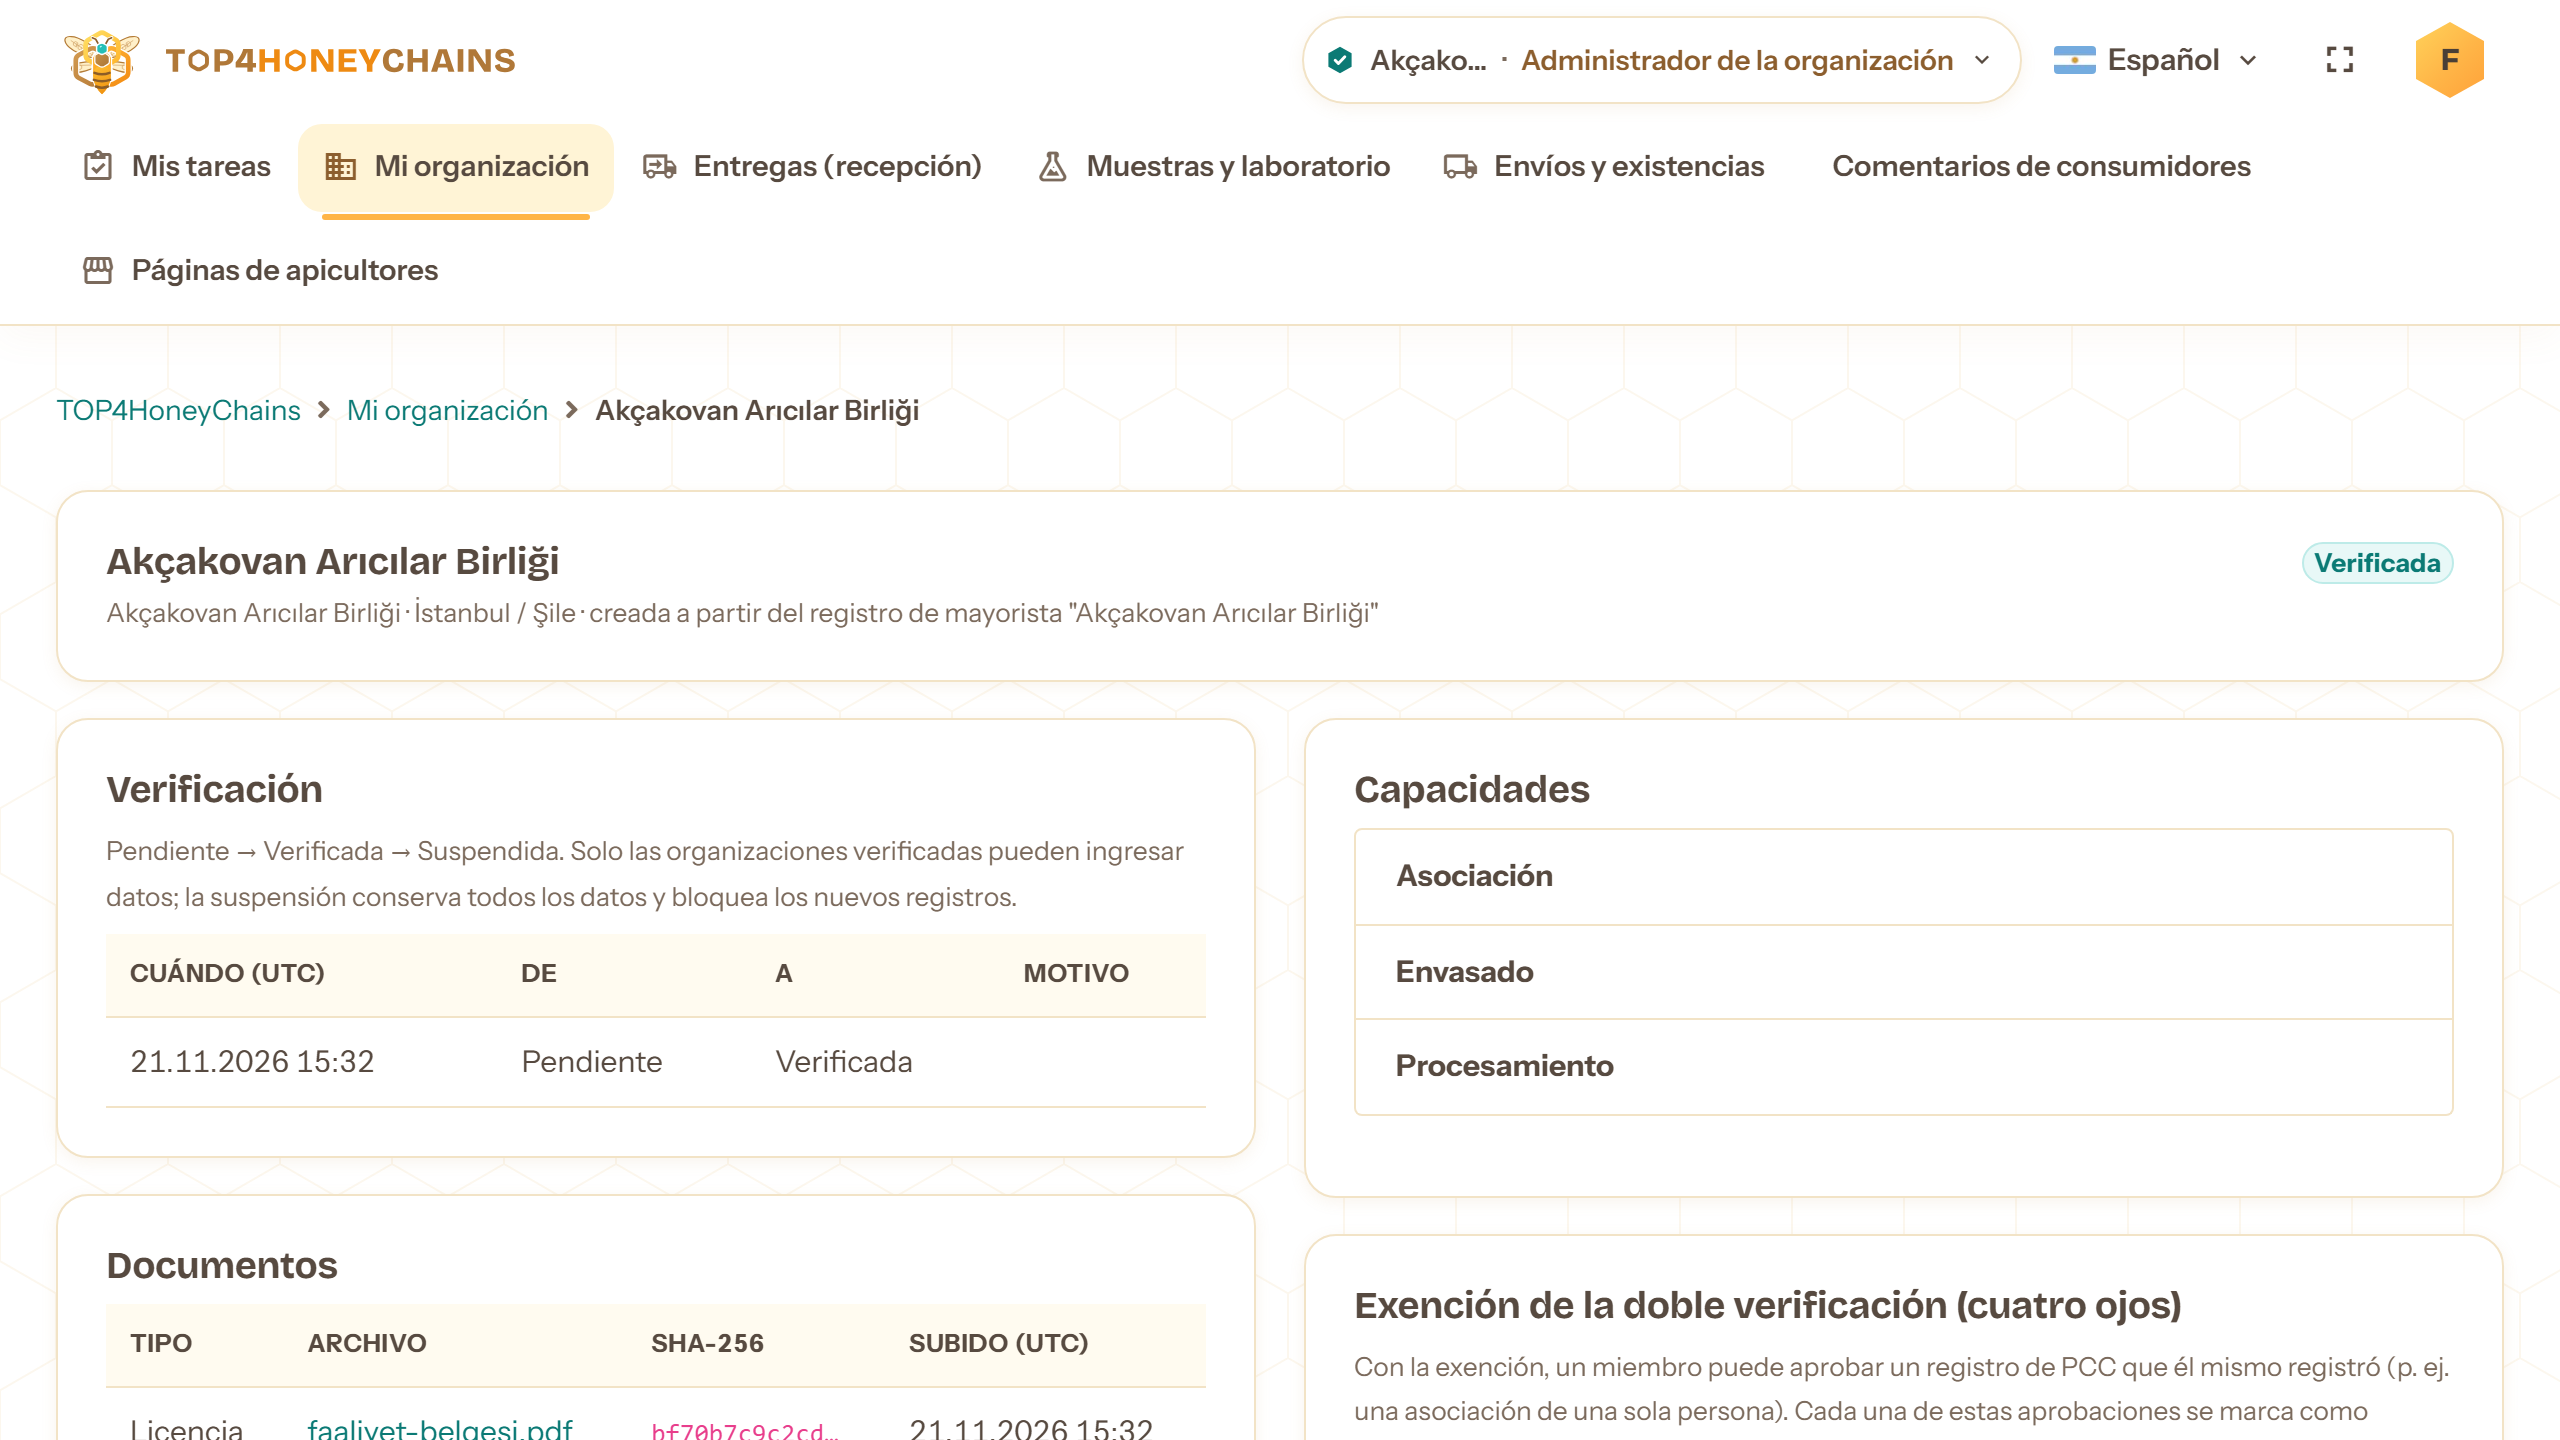 TOP4HONEYCHAINS
Akçako... · Administrador de la organización
Español
F
Mis tareas
Mi organización
Entregas (recepción)
Muestras y laboratorio
Envíos y existencias
Comentarios de consumidores
Páginas de apicultores
TOP4HoneyChains > Mi organización > Akçakovan Arıcılar Birliği
Akçakovan Arıcılar Birliği
Verificada
Akçakovan Arıcılar Birliği · İstanbul / Şile · creada a partir del registro de mayorista "Akçakovan Arıcılar Birliği"
Verificación
Pendiente → Verificada → Suspendida. Solo las organizaciones verificadas pueden ingresar
datos; la suspensión conserva todos los datos y bloquea los nuevos registros.
CUÁNDO (UTC) DE A MOTIVO
21.11.2026 15:32 Pendiente Verificada
Capacidades
Asociación
Envasado
Procesamiento
Documentos
TIPO ARCHIVO SHA-256 SUBIDO (UTC)
Licencia faaliyet-belgesi.pdf bf70b7c9c2cd… 21.11.2026 15:32
Exención de la doble verificación (cuatro ojos)
Con la exención, un miembro puede aprobar un registro de PCC que él mismo registró (p. ej.
una asociación de una sola persona). Cada una de estas aprobaciones se marca como